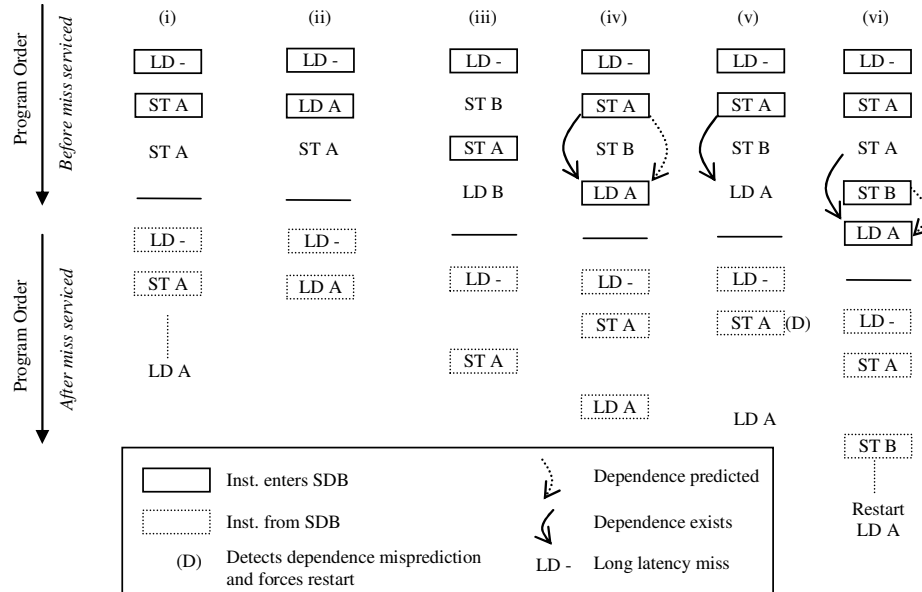 (i) (ii) (iii) (iv) (v) (vi)
Program Order
Before miss serviced
LD - LD - LD - LD - LD - LD -
ST A LD A ST B ST A ST A ST A
ST A ST A ST A ST B ST B ST A
LD B LD A LD A ST B
LD A
Program Order
After miss serviced
LD - LD -
ST A LD A LD - LD - LD -
ST A ST A (D) LD -
LD A ST A ST A
LD A LD A
ST B
Restart
LD A
Inst. enters SDB
Inst. from SDB
(D) Detects dependence misprediction
and forces restart
Dependence predicted
Dependence exists
LD - Long latency miss